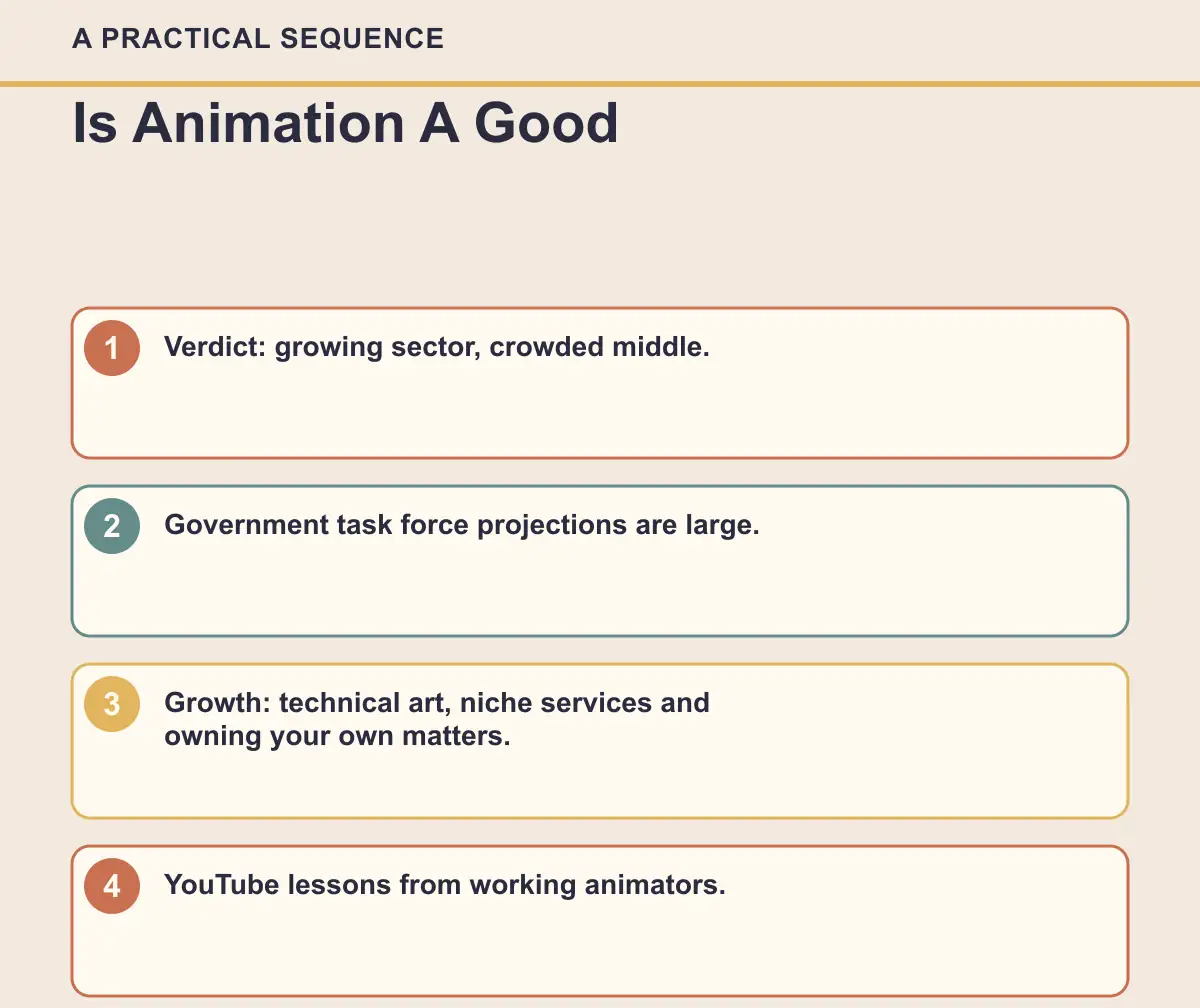 A PRACTICAL SEQUENCE
Is Animation A Good
1
Verdict: growing sector, crowded middle.
2
Government task force projections are large.
3
Growth: technical art, niche services and
owning your own matters.
4
YouTube lessons from working animators.